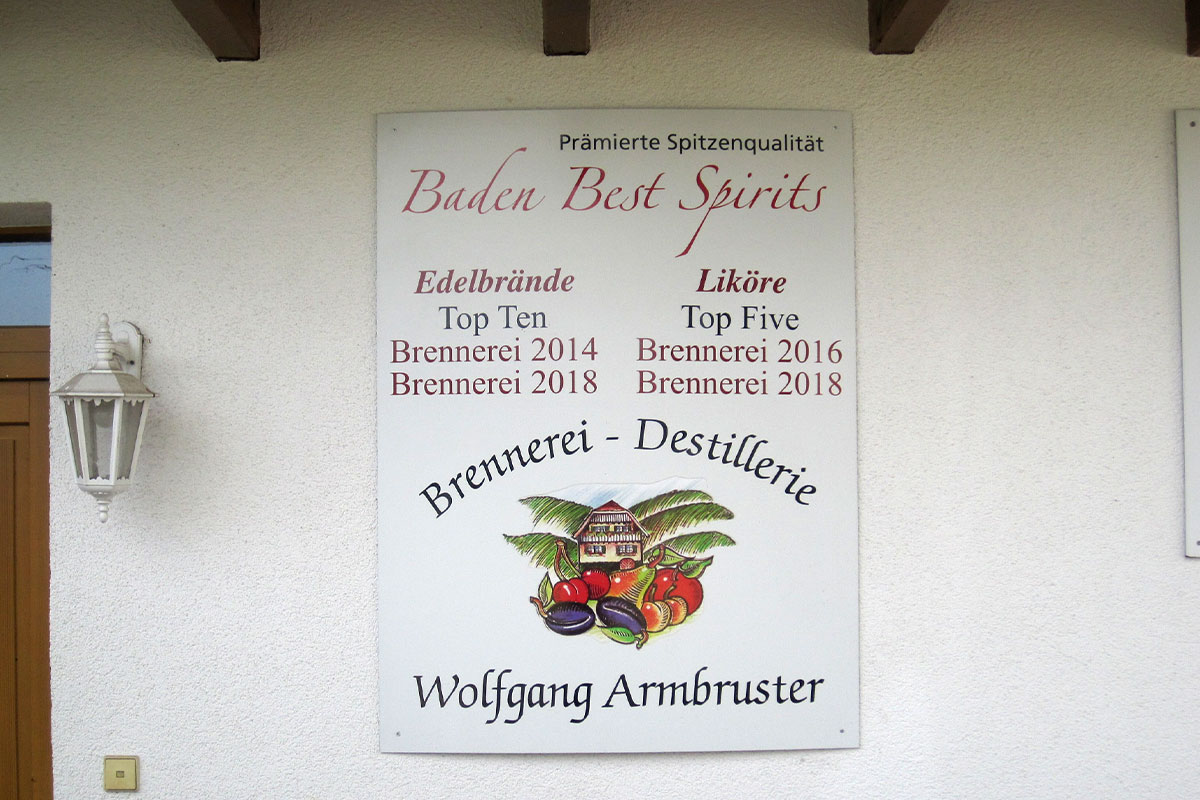 Prämierte Spitzenqualität
Baden Best Spirits
Edelbrände
Top Ten
Brennerei 2014
Brennerei 2018
Liköre
Top Five
Brennerei 2016
Brennerei 2018
Brennerei - Destillerie
Wolfgang Armbruster